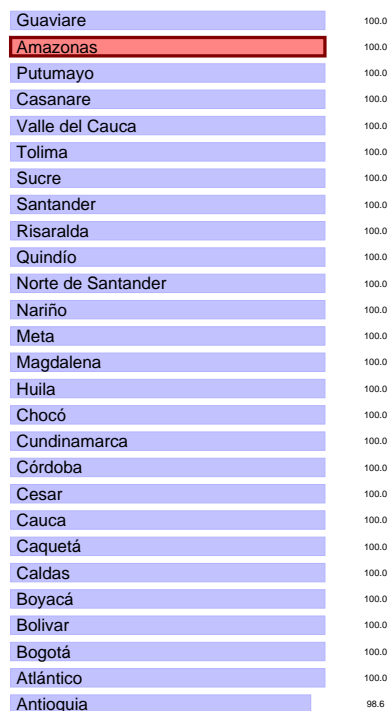 Guaviare 100.0
Amazonas 100.0
Putumayo 100.0
Casanare 100.0
Valle del Cauca 100.0
Tolima 100.0
Sucre 100.0
Santander 100.0
Risaralda 100.0
Quindío 100.0
Norte de Santander 100.0
Nariño 100.0
Meta 100.0
Magdalena 100.0
Huila 100.0
Chocó 100.0
Cundinamarca 100.0
Córdoba 100.0
Cesar 100.0
Cauca 100.0
Caquetá 100.0
Caldas 100.0
Boyacá 100.0
Bolivar 100.0
Bogotá 100.0
Atlántico 100.0
Antioquia 98.6